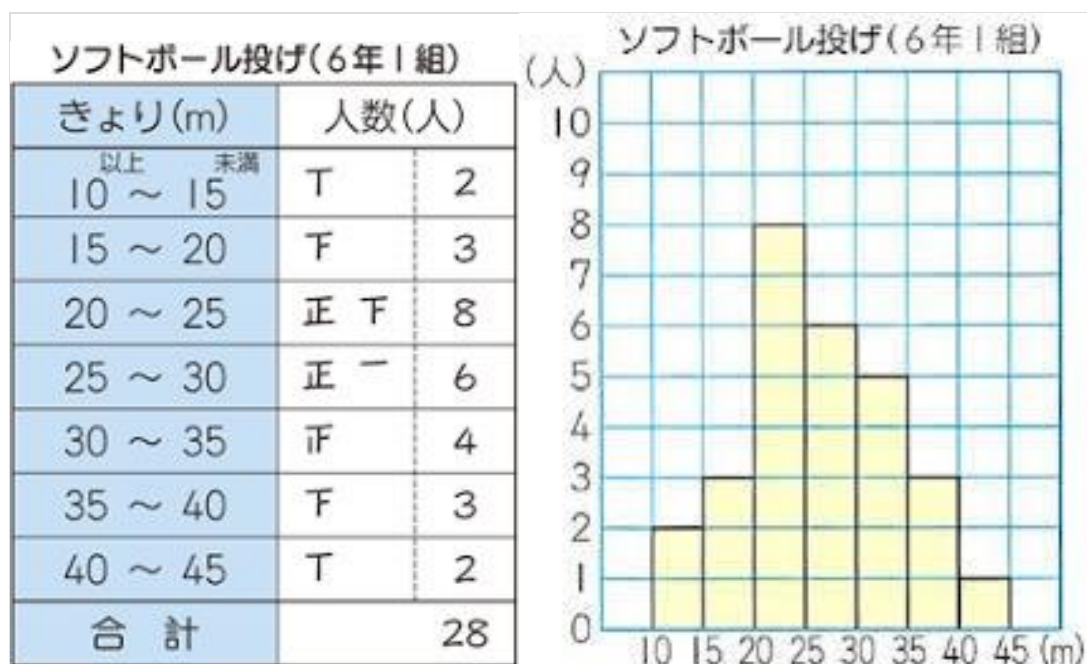 ソフトボール投げ(6年1組)
きょり(m) 人数(人)
以上 未満
10 ～ 15 T 2
15 ～ 20 下 3
20 ～ 25 正 下 8
25 ～ 30 正 一 6
30 ～ 35 正 4
35 ～ 40 下 3
40 ～ 45 T 2
合計 28
ソフトボール投げ(6年1組)
(人)
10
9
8
7
6
5
4
3
2
1
0
10 15 20 25 30 35 40 45 (m)